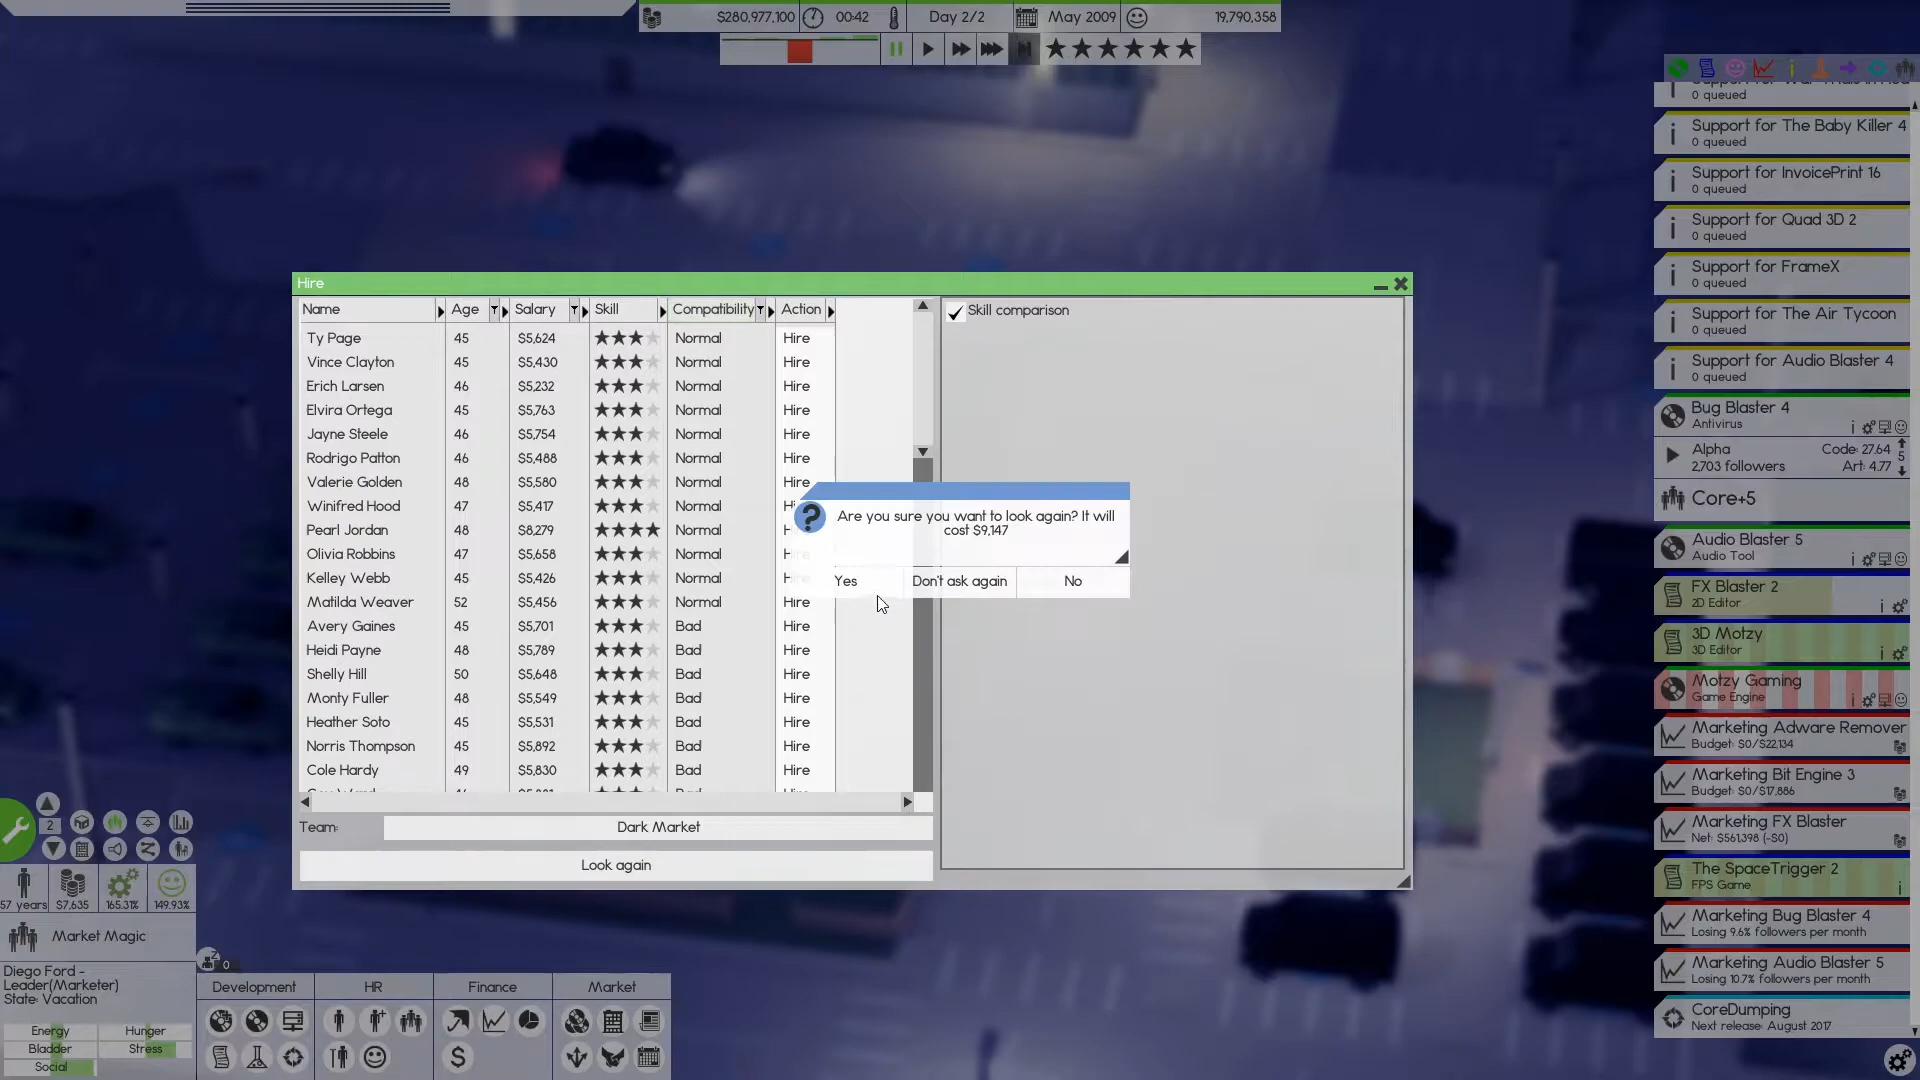 $280,977,100
00:42
Day 2/2
May 2009
19,790,358
0 queued
Support for The Baby Killer 4
0 queued
Support for InvoicePrint 16
0 queued
Support for Quad 3D 2
0 queued
Support for FrameX
0 queued
Support for The Air Tycoon
0 queued
Support for Audio Blaster 4
0 queued
Bug Blaster 4
Antivirus
Alpha
Code: 27.64
5
2,703 followers
Art: 4.77
Core+5
Audio Blaster 5
Audio Tool
FX Blaster 2
2D Editor
3D Motzy
3D Editor
Motzy Gaming
Game Engine
Marketing Adware Remover
Budget: $0/$22,134
Marketing Bit Engine 3
Budget: $0/$17,886
Marketing FX Blaster
Net: $561,398 (-$0)
The SpaceTrigger 2
FPS Game
Marketing Bug Blaster 4
Losing 9.6% followers per month
Marketing Audio Blaster 5
Losing 10.7% followers per month
CoreDumping
Next release: August 2017
Hire
Name Age Salary Skill Compatibility Action
Ty Page 45 $5,624 Normal Hire
Vince Clayton 45 $5,430 Normal Hire
Erich Larsen 46 $5,232 Normal Hire
Elvira Ortega 45 $5,763 Normal Hire
Jayne Steele 46 $5,754 Normal Hire
Rodrigo Patton 46 $5,488 Normal Hire
Valerie Golden 48 $5,580 Normal Hire
Winifred Hood 47 $5,417 Normal
Pearl Jordan 48 $8,279 Normal
Olivia Robbins 47 $5,658 Normal
Kelley Webb 45 $5,426 Normal Hire
Matilda Weaver 52 $5,456 Normal Hire
Avery Gaines 45 $5,701 Bad Hire
Heidi Payne 48 $5,789 Bad Hire
Shelly Hill 50 $5,648 Bad Hire
Monty Fuller 48 $5,549 Bad Hire
Heather Soto 45 $5,531 Bad Hire
Norris Thompson 45 $5,892 Bad Hire
Cole Hardy 49 $5,830 Bad Hire
Team: Dark Market
Look again
Skill comparison
Are you sure you want to look again? It will
cost $9,147
Yes
Don't ask again
No
2
57 years
$7,635
165.31%
149.93%
Market Magic
Diego Ford -
Leader(Marketer)
State: Vacation
Energy
Hunger
Bladder
Stress
Social
0
Development
HR
Finance
Market